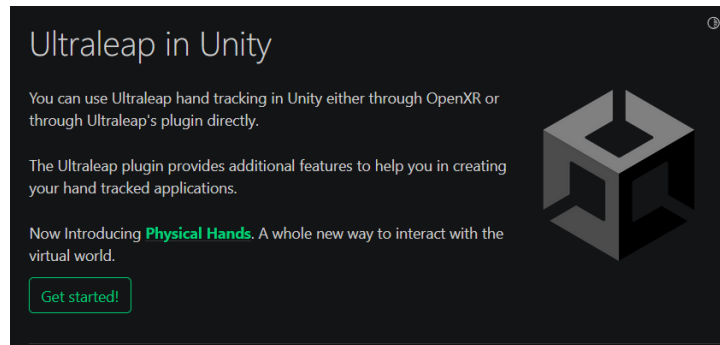 Ultraleap in Unity
You can use Ultraleap hand tracking in Unity either through OpenXR or
through Ultraleap's plugin directly.
The Ultraleap plugin provides additional features to help you in creating
your hand tracked applications.
Now Introducing Physical Hands. A whole new way to interact with the
virtual world.
Get started!